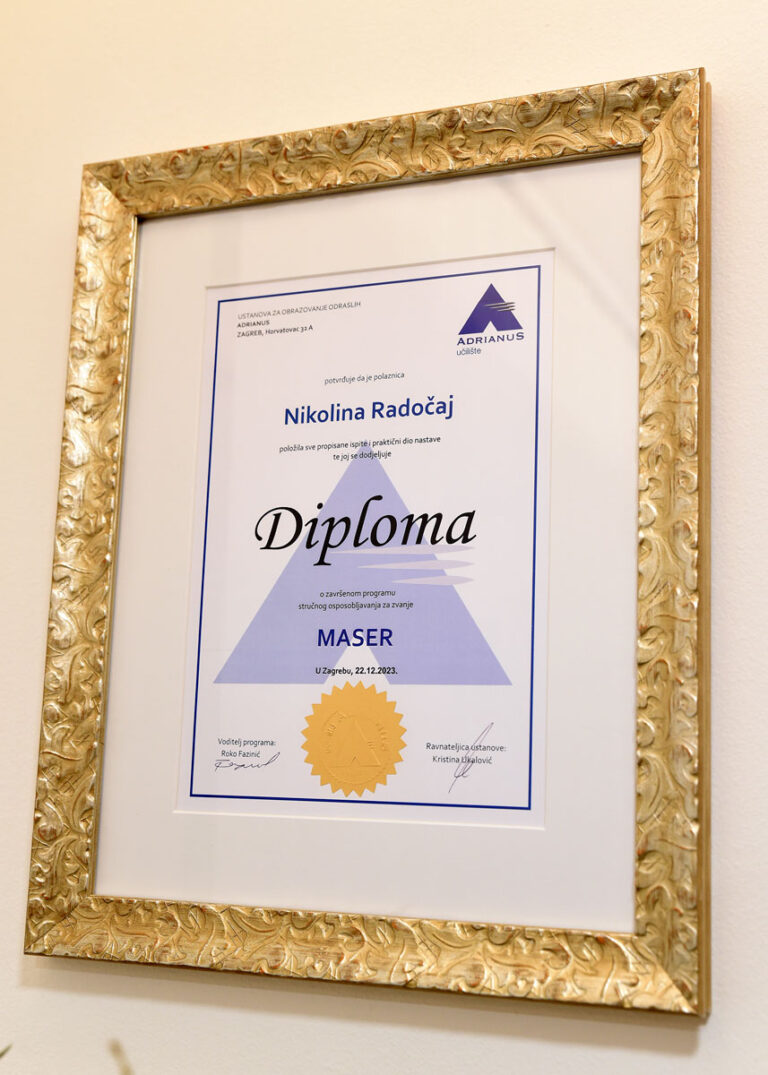 USTANOVA ZA OBRAZOVANJE ODRASLIH
ADRIANUS
ZAGREB, Horvatovac 32.A
ADRIANUS
učilište
potvrđuje da je polaznica
Nikolina Radočaj
položila sve propisane ispite i praktični dio nastave
te joj se dodjeljuje
Diploma
o završenom programu
stručnog osposobljavanja za zvanje
MASER
U Zagrebu, 22.12.2023.
Voditelj programa:
Roko Fazinić
Ravnateljica ustanove:
Kristina Ukalović